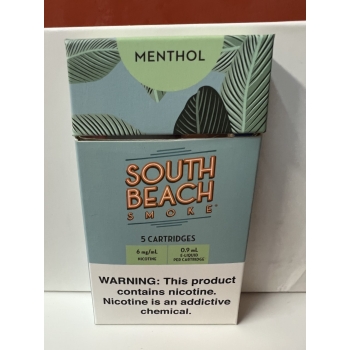 MENTHOL
SOUTH
BEACH
SMOKE
5 CARTRIDGES
6 mg/mL
NICOTINE
0.9 mL
E-LIQUID
PER CARTRIDGE
WARNING: This product
contains nicotine.
Nicotine is an addictive
chemical.